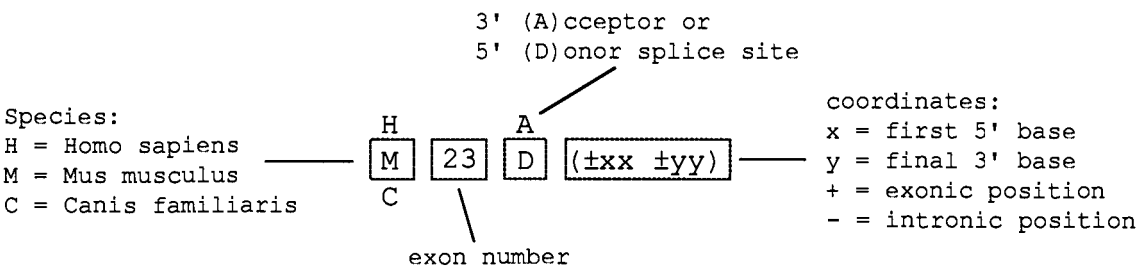 3' (A)cceptor or
5' (D)onor splice site
Species:
H = Homo sapiens
M = Mus musculus
C = Canis familiaris
H
M
C
23
A
D
(±xx ±yy)
exon number
coordinates:
x = first 5' base
y = final 3' base
+ = exonic position
- = intronic position